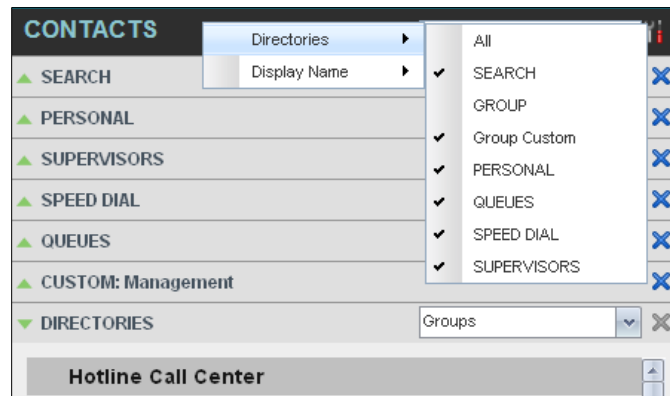 CONTACTS
Directories
Display Name
All
SEARCH
GROUP
Group Custom
PERSONAL
QUEUES
SPEED DIAL
SUPERVISORS
SEARCH
PERSONAL
SUPERVISORS
SPEED DIAL
QUEUES
CUSTOM: Management
DIRECTORIES
Groups
Hotline Call Center